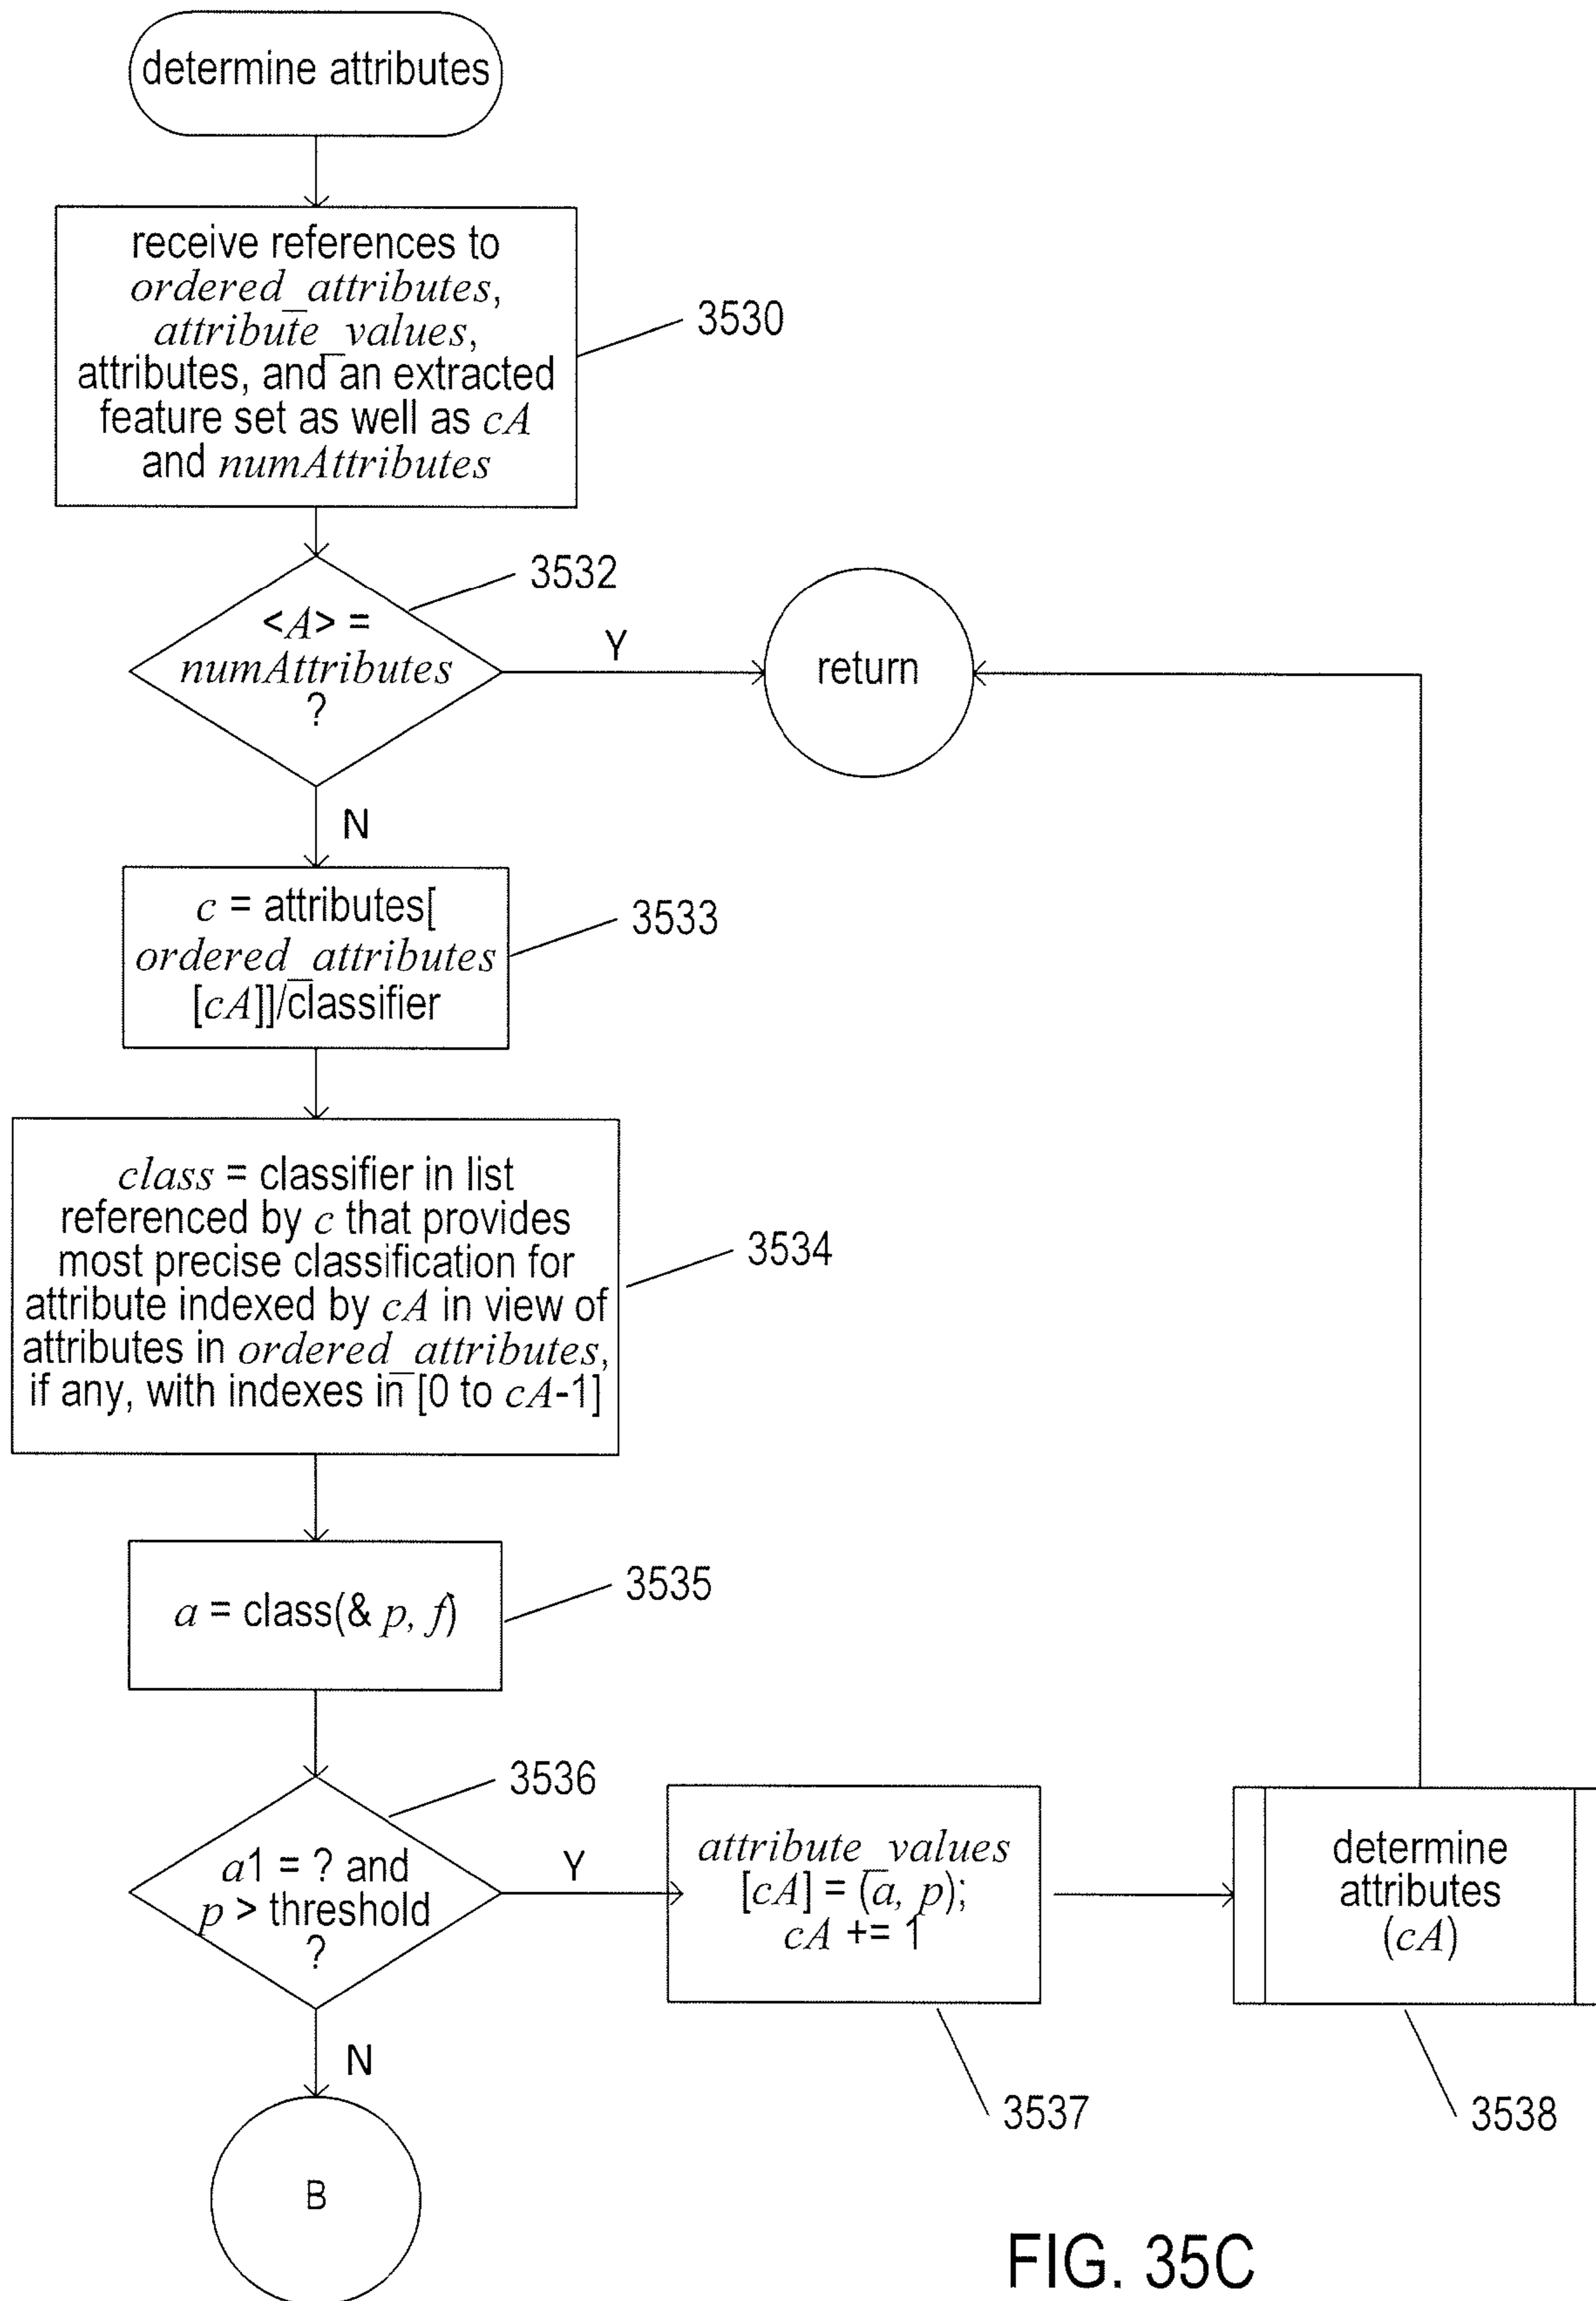 determine attributes
receive references to
ordered_attributes,
attribute_values,
attributes, and an extracted
feature set as well as cA
and numAttributes
3530
3532
<A> =
numAttributes
?
Y
return
N
c = attributes[
ordered_attributes
[cA]]/classifier
3533
class = classifier in list
referenced by c that provides
most precise classification for
attribute indexed by cA in view of
attributes in ordered_attributes,
if any, with indexes in [0 to cA-1]
3534
a = class(& p, f)
3535
3536
a1 = ? and
p > threshold
?
Y
attribute_values
[cA] = (a, p);
cA += 1
determine
attributes
(cA)
N
3537
3538
B
FIG. 35C